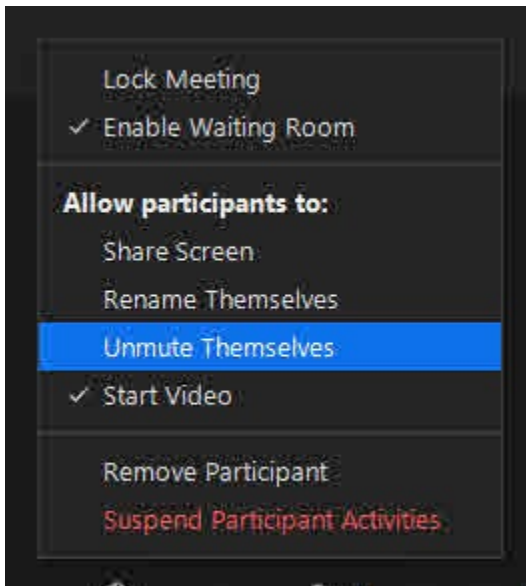 Lock Meeting
✓ Enable Waiting Room
Allow participants to:
Share Screen
Rename Themselves
Unmute Themselves
✓ Start Video
Remove Participant
Suspend Participant Activities